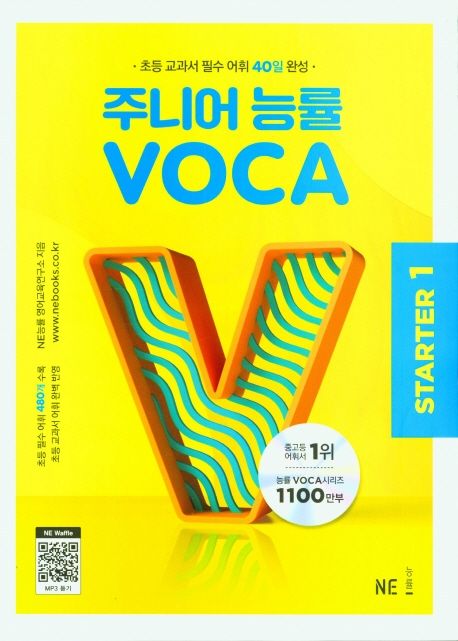 · 초등 교과서 필수 어휘 40일 완성 ·
주니어 능률
VOCA
NE능률 영어교육연구소 지음
www.nebooks.co.kr
초등 필수 어휘 480개 수록
초등 교과서 어휘 완벽 반영
STARTER 1
중고등
어휘서 1위
능률 VOCA시리즈
1100만부
NE Waffle
MP3 듣기
NE 능률